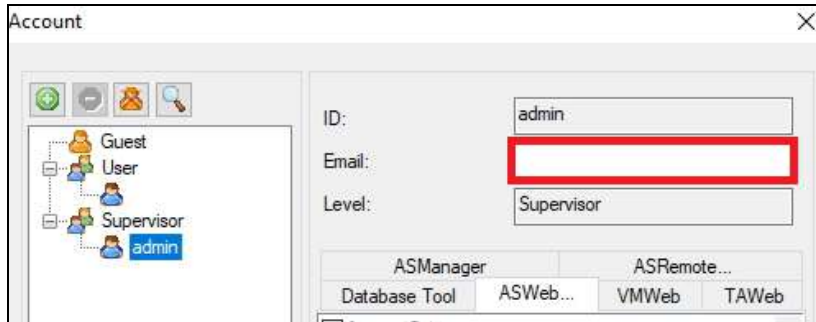 Account
ID: admin
Guest
Email:
User
Level: Supervisor
Supervisor
admin
ASManager ASRemote...
Database Tool ASWeb... VMWeb TAWeb